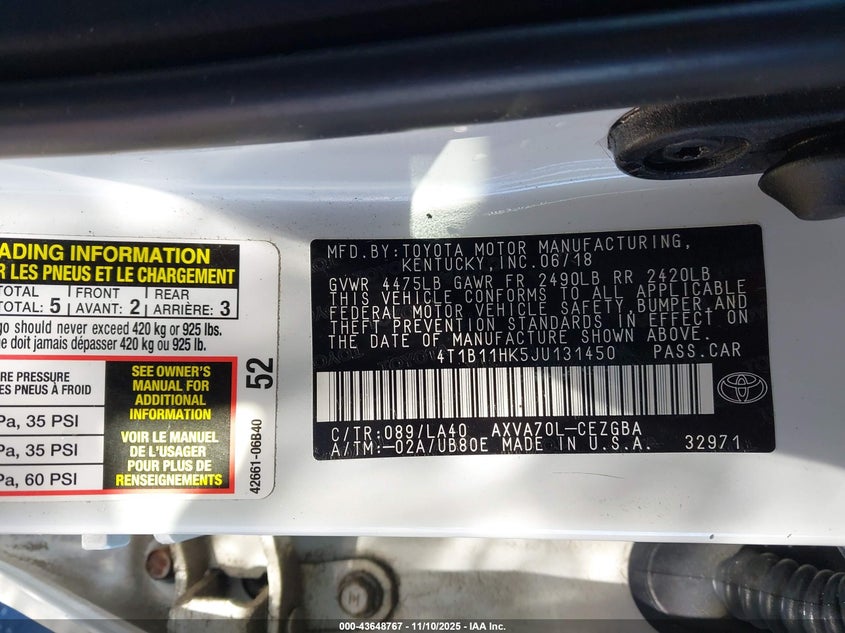 ADING INFORMATION
R LES PNEUS ET LE CHARGEMENT
TOTAL FRONT REAR
TOTAL: 5 AVANT: 2 ARRIÈRE: 3
go should never exceed 420 kg or 925 lbs.
e doit jamais dépasser 420 kg ou 925 lb.
RE PRESSURE
ES PNEUS À FROID
Pa, 35 PSI
Pa, 35 PSI
Pa, 60 PSI
SEE OWNER'S
MANUAL FOR
ADDITIONAL
INFORMATION
VOIR LE MANUEL
DE L'USAGER
POUR PLUS DE
RENSEIGNEMENTS
52
42661-06B40
MFD.BY:TOYOTA MOTOR MANUFACTURING,
KENTUCKY,INC.06/18
GVWR 4475LB GAWR FR 2490LB RR 2420LB
THIS VEHICLE CONFORMS TO ALL APPLICABLE
FEDERAL MOTOR VEHICLE SAFETY,BUMPER,AND
THEFT PREVENTION STANDARDS IN EFFECT ON
THE DATE OF MANUFACTURE SHOWN ABOVE.
4T1B11HK5JU131450 PASS.CAR
C/TR:089/LA40 AXVA70L-CEZGBA
A/TM:-02A/UB80E MADE IN U.S.A. 32971
000-43648767 - 11/10/2025 - IAA Inc.